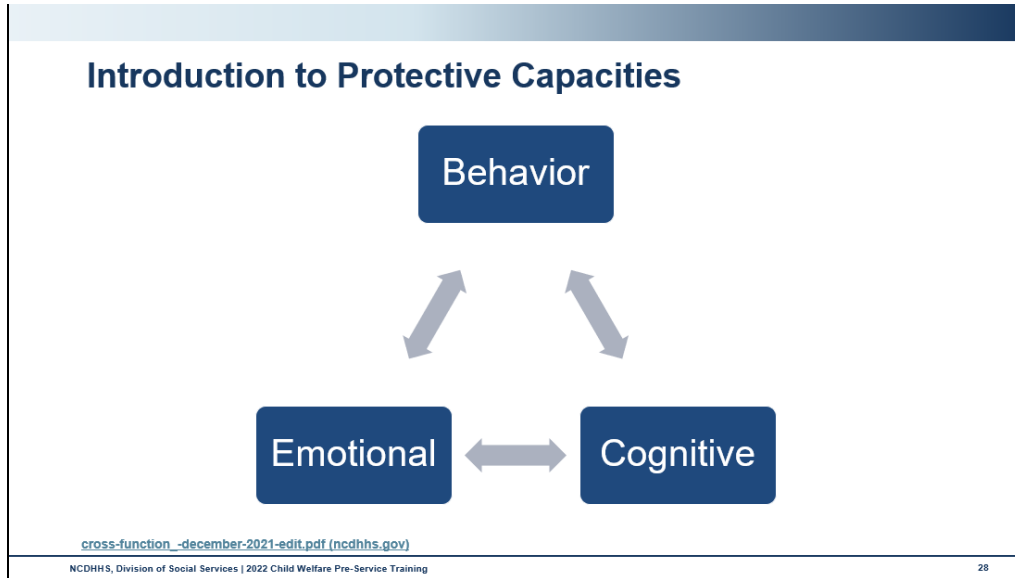 Introduction to Protective Capacities
Behavior
Emotional
Cognitive
cross-function_-december-2021-edit.pdf (ncdhhs.gov)
NCDHHS, Division of Social Services | 2022 Child Welfare Pre-Service Training
28